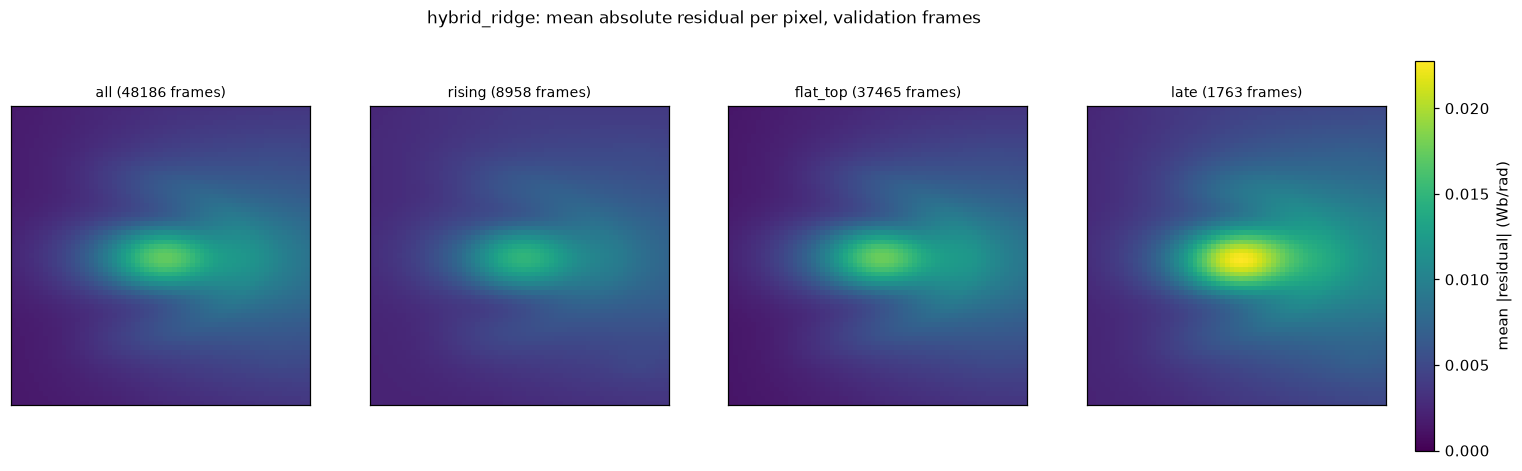 hybrid_ridge: mean absolute residual per pixel, validation frames
all (48186 frames)
rising (8958 frames)
flat_top (37465 frames)
late (1763 frames)
0.020
0.015
0.010
0.005
0.000
mean |residual| (Wb/rad)